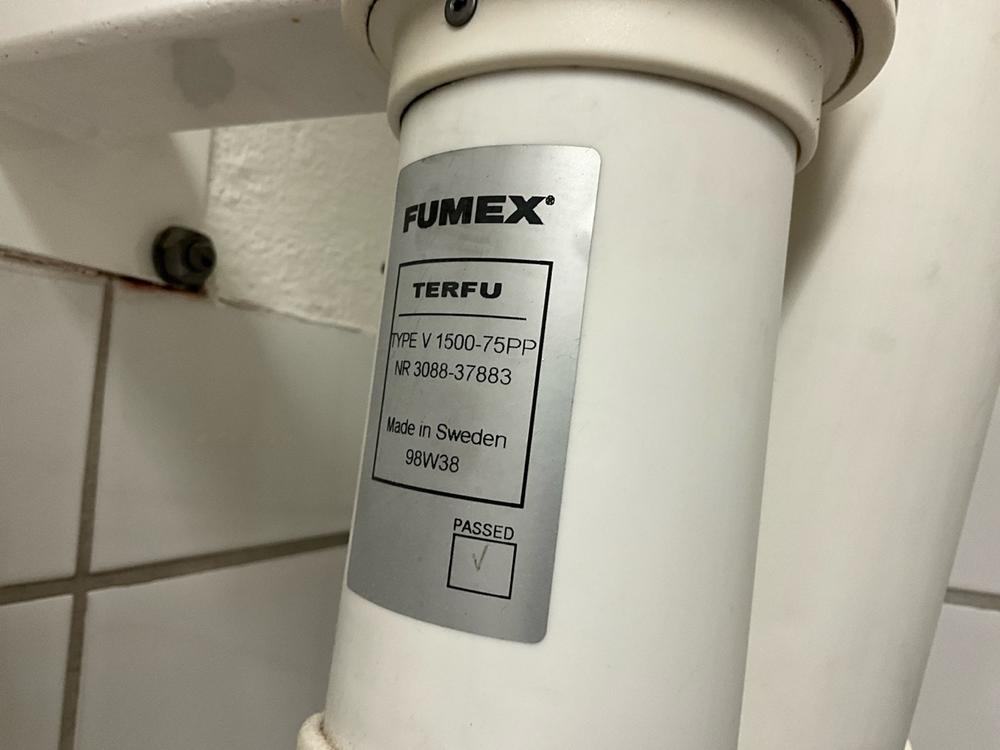 FUMEX®
TERFU
TYPE V 1500-75PP
NR 3088-37883
Made in Sweden
98W38
PASSED
√